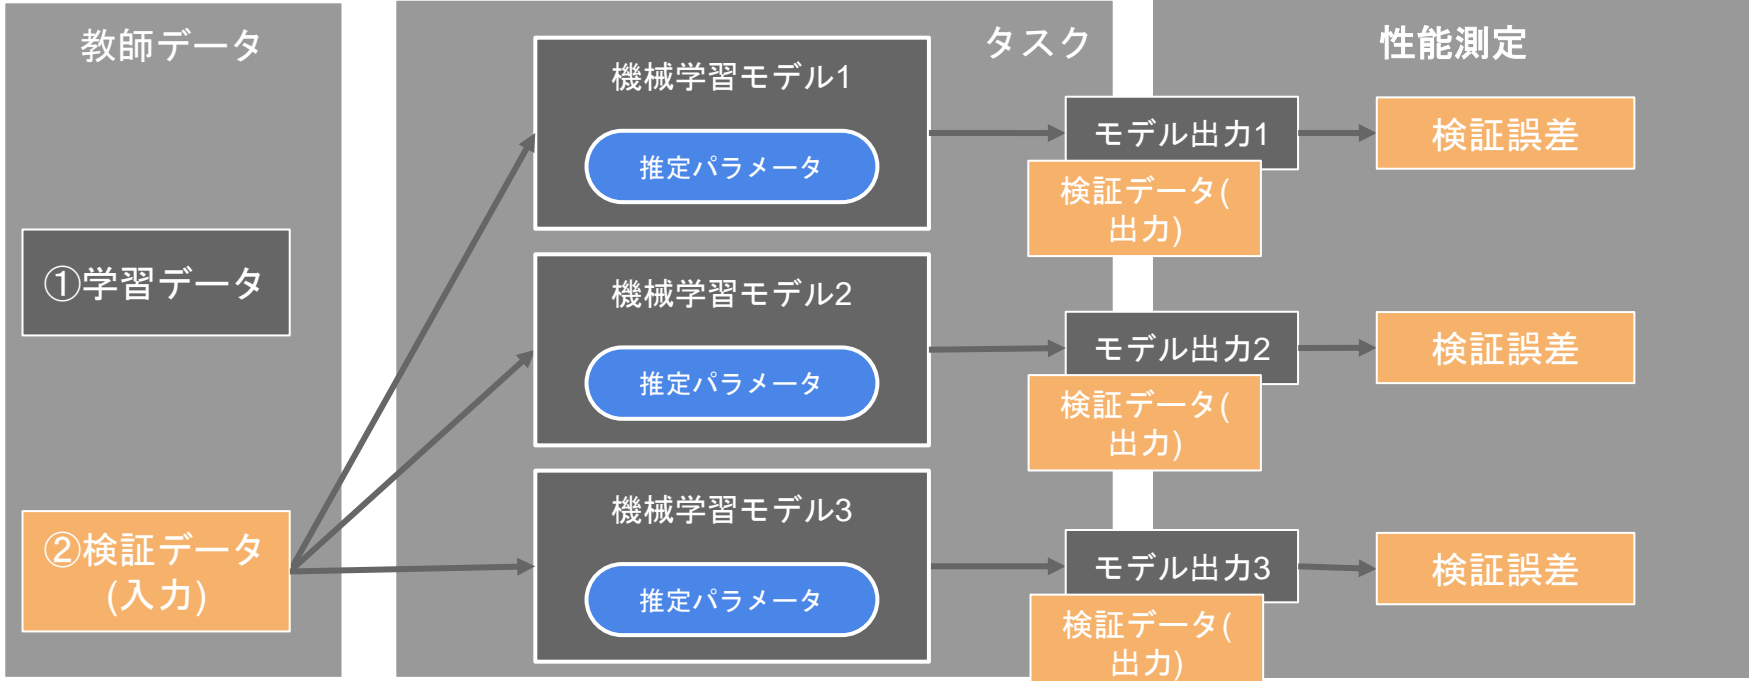 教師データ
①学習データ
②検証データ
(入力)
タスク
機械学習モデル1
推定パラメータ
機械学習モデル2
推定パラメータ
機械学習モデル3
推定パラメータ
性能測定
モデル出力1
検証データ(
出力)
検証誤差
モデル出力2
検証データ(
出力)
検証誤差
モデル出力3
検証データ(
出力)
検証誤差